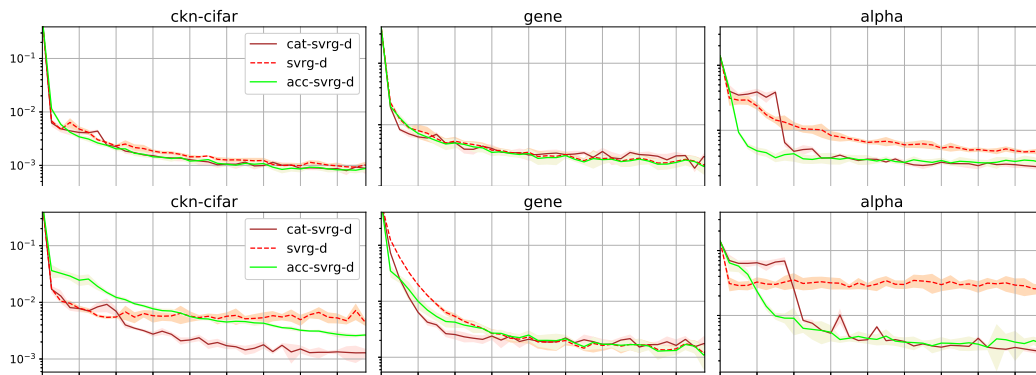 ckn-cifar
gene
alpha
10⁻¹
10⁻²
10⁻³
cat-svrg-d
svrg-d
acc-svrg-d
ckn-cifar
gene
alpha
10⁻¹
10⁻²
10⁻³
cat-svrg-d
svrg-d
acc-svrg-d